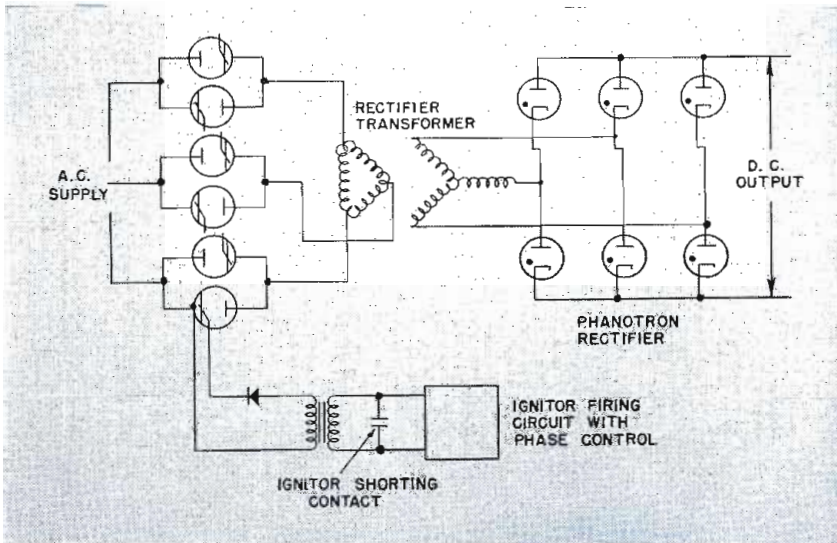 RECTIFIER
TRANSFORMER
A.C.
SUPPLY
D.C.
OUTPUT
PHANOTRON
RECTIFIER
IGNITOR FIRING
CIRCUIT WITH
PHASE CONTROL
IGNITOR SHORTING
CONTACT